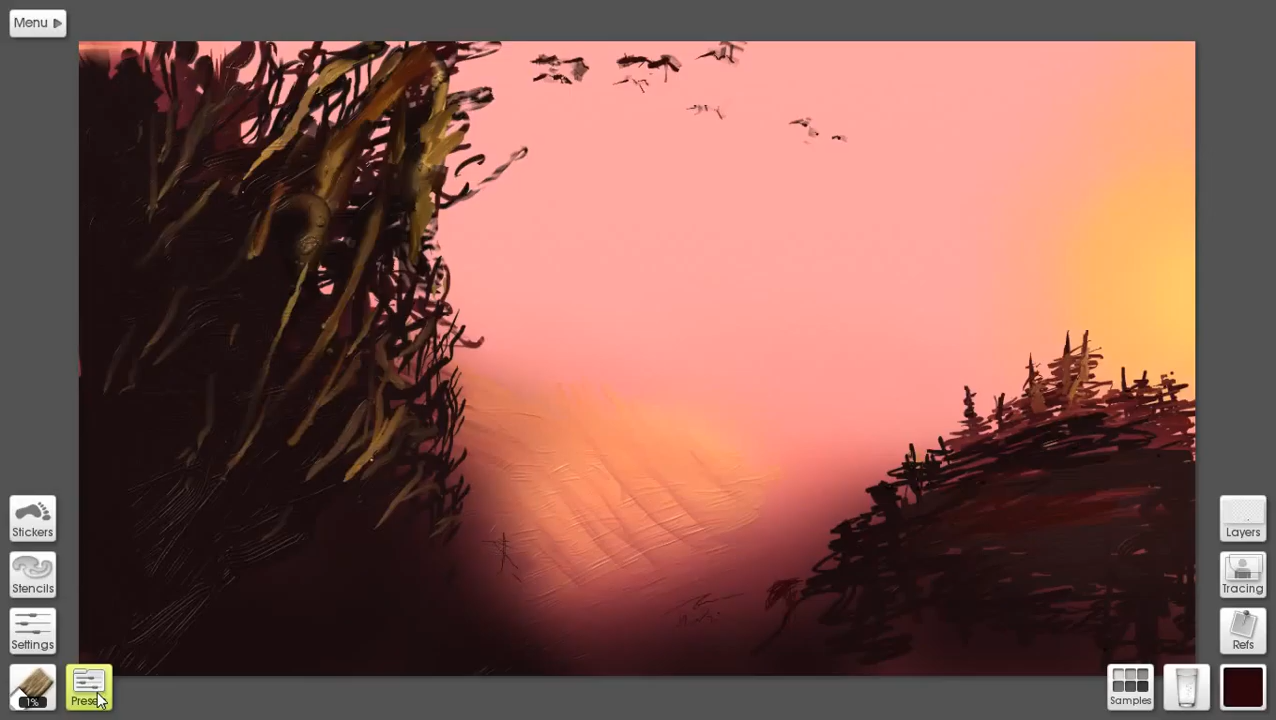 Menu
Stickers
Stencils
Settings
1%
Layers
Tracing
Refs
Samples